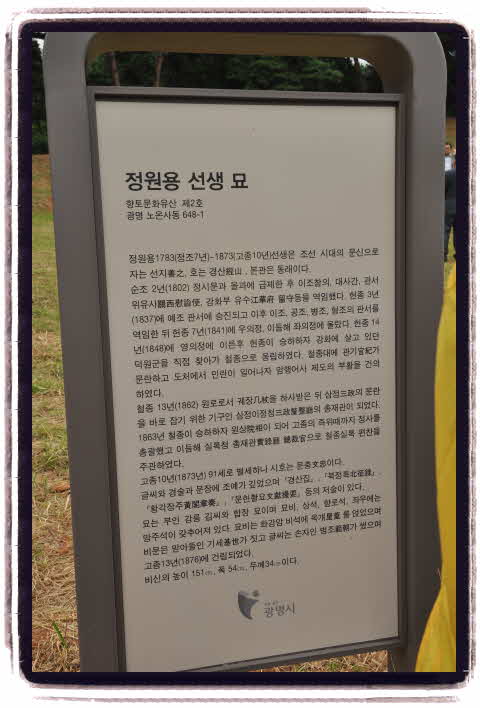 정원용 선생 묘
향토문화유산 제2호
광명 노온사동 648-1
정원용1783(정조7년)-1873(고종10년)선생은 조선 시대의 문신으로
자는 선지善之, 호는 경산經山, 본관은 동래이다.
순조 2년(1802) 정시문과 을과에 급제한 후 이조참의, 대사간, 관서
위유사關西慰諭使, 강화부 유수江華府 留守등을 역임했다. 헌종 3년
(1837)에 예조 판서에 승진되고 이후 이조, 공조, 병조, 형조의 판서를
역임한 뒤 헌종 7년(1841)에 우의정, 이듬해 좌의정에 올랐다. 헌종 14
년(1848)에 영의정에 이른후 헌종이 승하하자 강화에 살고 있던
덕원군을 직접 찾아가 철종으로 옹립하였다. 철종대에 관기官紀가
문란하고 도처에서 민란이 일어나자 암행어사 제도의 부활을 건의
하였다.
철종 13년(1862) 원로로서 궤장几杖을 하사받은 뒤 삼정三政의 문란
을 바로 잡기 위한 기구인 삼정이정청三政釐整廳의 총재관이 되었다.
1863년 철종이 승하하자 원상院相이 되어 고종의 즉위때까지 정사를
총괄했고 이듬해 실록청 총재관實錄廳 總裁官으로 철종실록 편찬을
주관하였다.
고종10년(1873년) 91세로 별세하니 시호는 문충文忠이다.
글씨와 경술과 문장에 조예가 깊었으며 「경산집」, 「북정록北征錄」,
「황각장주黃閣章奏」, 「문헌촬요文獻撮要」등의 저술이 있다.
묘는 부인 강릉 김씨와 합장 묘이며 묘비, 상석, 향로석, 좌우에는
망주석이 갖추어져 있다. 묘비는 화강암 비석에 옥개를 얹었으며
비문은 맏아들인 기세基世가 짓고 글씨는 손자인 범조範朝가 썼으며
고종13년(1876)에 건립되었다.
비신의 높이 151㎝, 폭 54㎝, 두께34㎝이다.
광명시